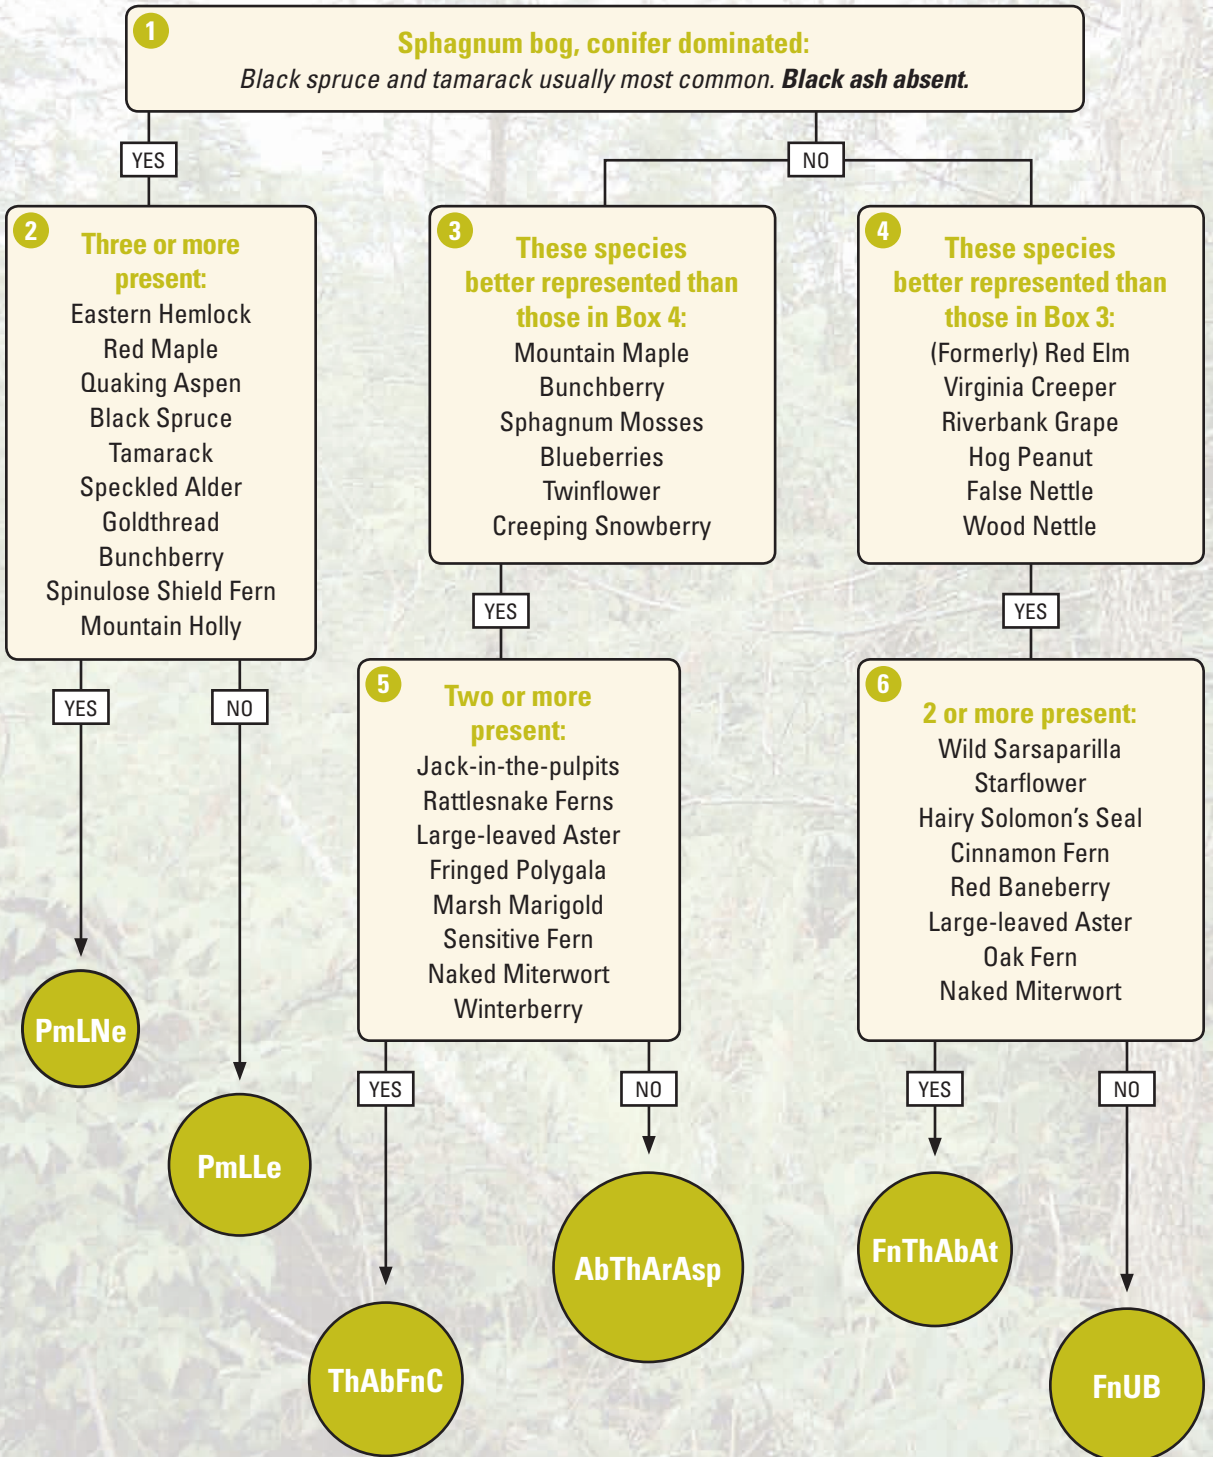 1
Sphagnum bog, conifer dominated:
Black spruce and tamarack usually most common. Black ash absent.
YES
NO
2
Three or more
present:
Eastern Hemlock
Red Maple
Quaking Aspen
Black Spruce
Tamarack
Speckled Alder
Goldthread
Bunchberry
Spinulose Shield Fern
Mountain Holly
3
These species
better represented than
those in Box 4:
Mountain Maple
Bunchberry
Sphagnum Mosses
Blueberries
Twinflower
Creeping Snowberry
4
These species
better represented than
those in Box 3:
(Formerly) Red Elm
Virginia Creeper
Riverbank Grape
Hog Peanut
False Nettle
Wood Nettle
YES
NO
YES
YES
5
Two or more
present:
Jack-in-the-pulpits
Rattlesnake Ferns
Large-leaved Aster
Fringed Polygala
Marsh Marigold
Sensitive Fern
Naked Miterwort
Winterberry
6
2 or more present:
Wild Sarsaparilla
Starflower
Hairy Solomon's Seal
Cinnamon Fern
Red Baneberry
Large-leaved Aster
Oak Fern
Naked Miterwort
YES
NO
YES
NO
PmLNe
PmLLe
ThAbFnC
AbThArAsp
FnThAbAt
FnUB